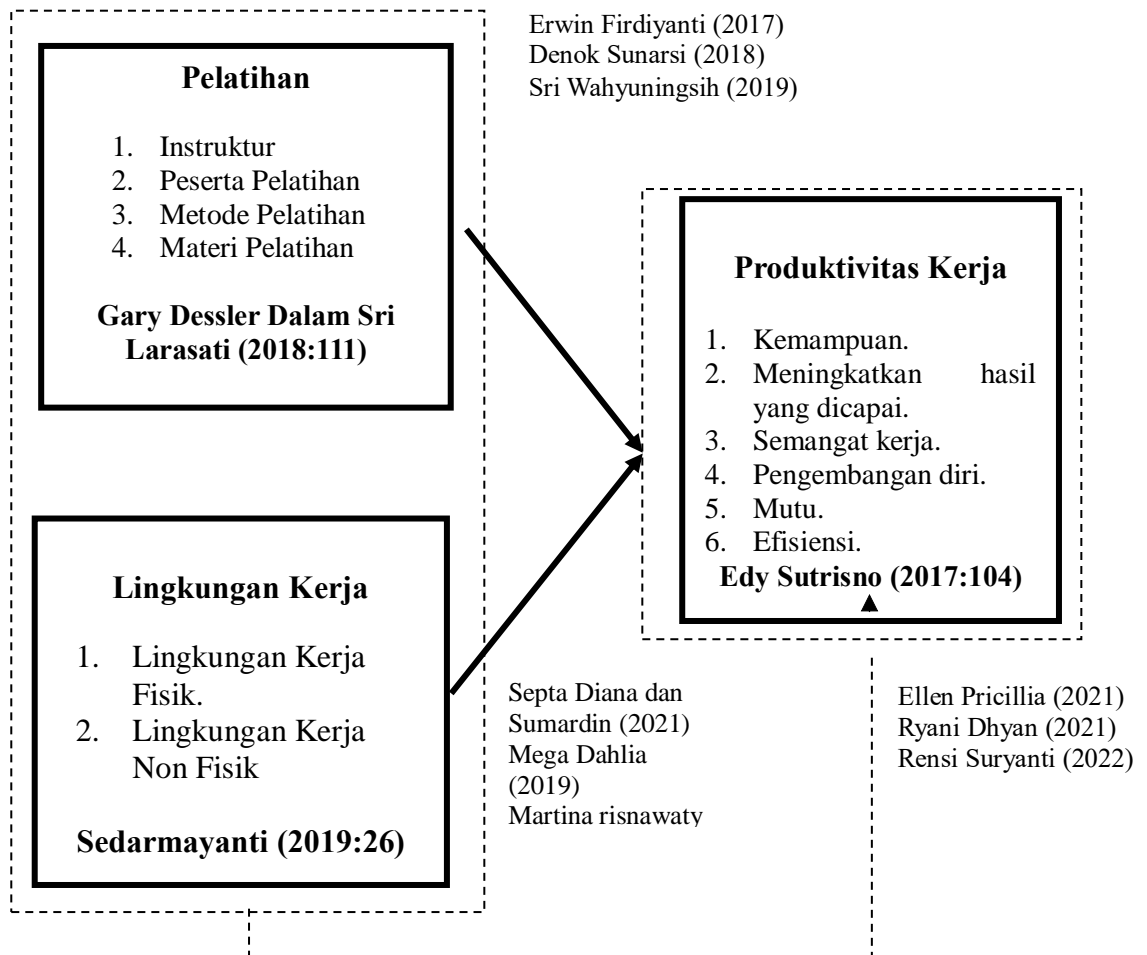 Erwin Firdiyanti (2017)
Denok Sunarsi (2018)
Sri Wahyuningsih (2019)
Pelatihan
1. Instruktur
2. Peserta Pelatihan
3. Metode Pelatihan
4. Materi Pelatihan
Gary Dessler Dalam Sri
Larasati (2018:111)
Produktivitas Kerja
1. Kemampuan.
2. Meningkatkan hasil
yang dicapai.
3. Semangat kerja.
4. Pengembangan diri.
5. Mutu.
6. Efisiensi.
Edy Sutrisno (2017:104)
Lingkungan Kerja
1. Lingkungan Kerja
Fisik.
2. Lingkungan Kerja
Non Fisik
Sedarmayanti (2019:26)
Septa Diana dan
Sumardin (2021)
Mega Dahlia
(2019)
Martina risnawaty
Ellen Pricillia (2021)
Ryani Dhyan (2021)
Rensi Suryanti (2022)